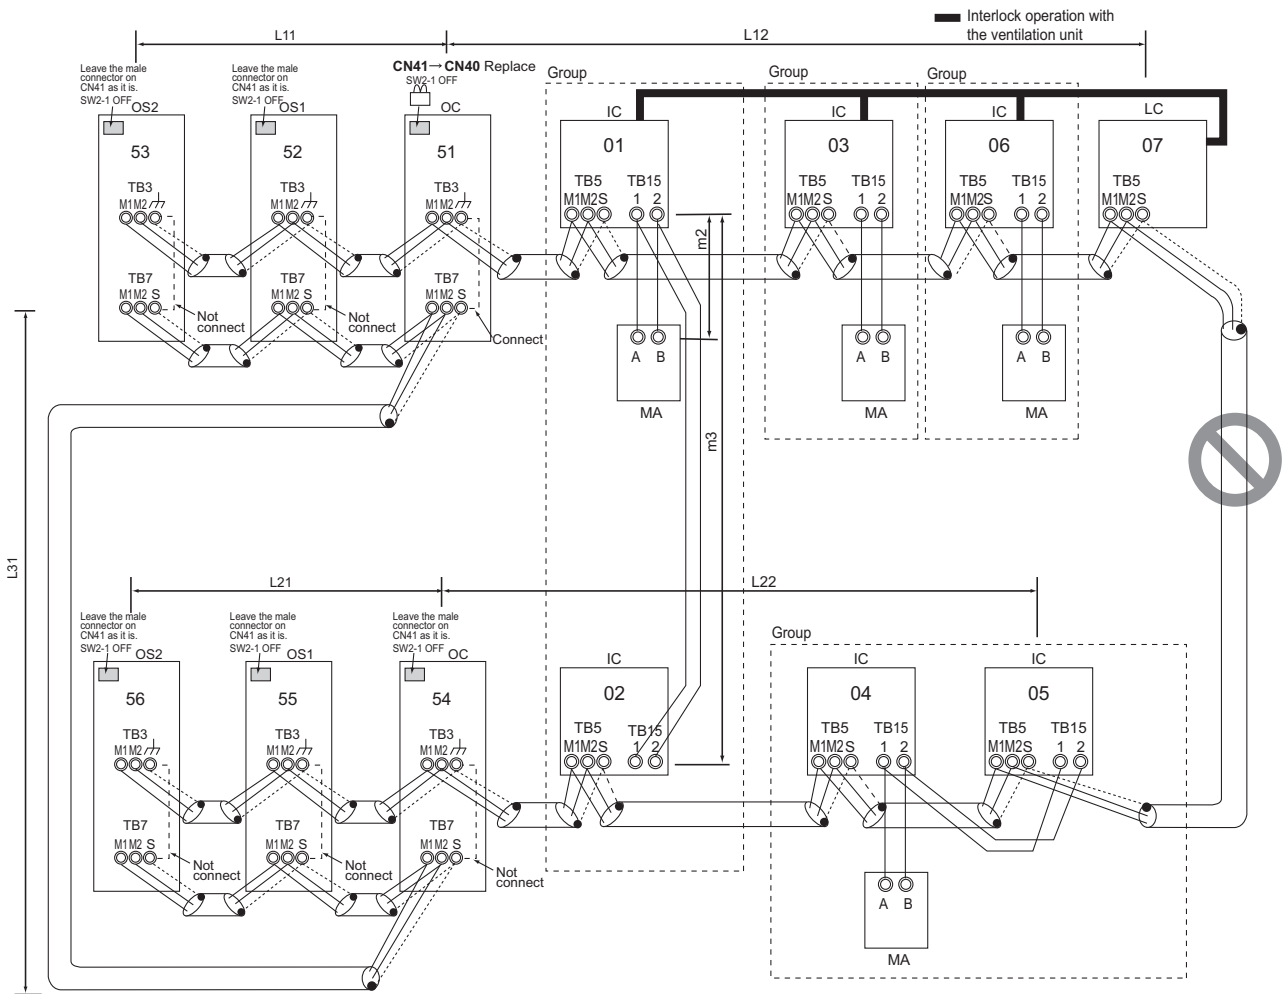 Interlock operation with
the ventilation unit
L11
L12
Leave the male
connector on
CN41 as it is.
SW2-1 OFF
OS2
Leave the male
connector on
CN41 as it is.
SW2-1 OFF
OS1
CN41→CN40 Replace
SW2-1 OFF
OC
Group
Group
Group
IC
IC
IC
LC
53
52
51
01
03
06
07
TB3
TB3
TB3
TB5 TB15
TB5 TB15
TB5 TB15
TB5
M1M2
M1M2
M1M2
M1M2S 1 2
M1M2S 1 2
M1M2S 1 2
M1M2S
m2
TB7
TB7
TB7
M1M2 S
M1M2 S
M1M2 S
Not
connect
Not
connect
Connect
A B
A B
A B
MA
MA
MA
m3
L31
L21
L22
Leave the male
connector on
CN41 as it is.
SW2-1 OFF
OS2
Leave the male
connector on
CN41 as it is.
SW2-1 OFF
OS1
Leave the male
connector on
CN41 as it is.
SW2-1 OFF
OC
Group
IC
IC
IC
56
55
54
02
04
05
TB3
TB3
TB3
TB5 TB15
TB5 TB15
TB5 TB15
M1M2
M1M2
M1M2
M1M2S 1 2
M1M2S 1 2
M1M2S 1 2
TB7
TB7
TB7
M1M2 S
M1M2 S
M1M2 S
Not
connect
Not
connect
Not
connect
A B
MA